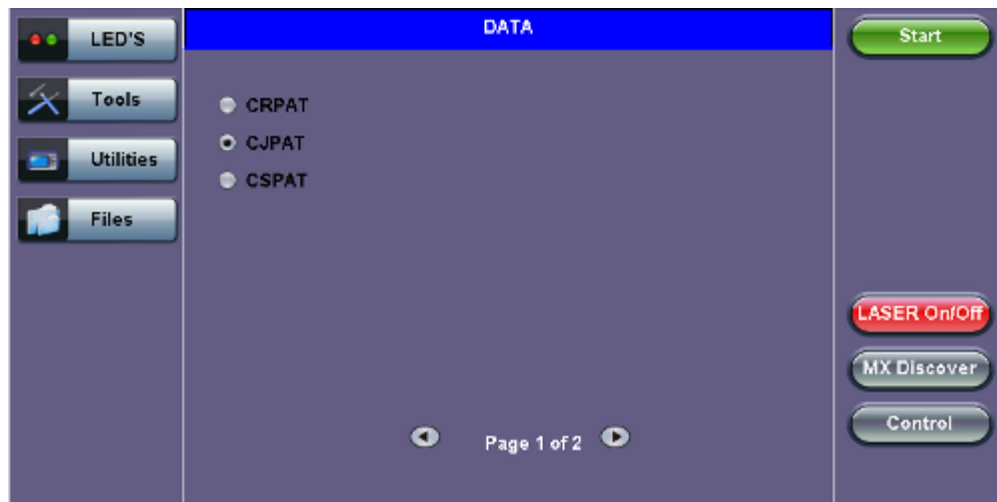 LED'S
Tools
Utilities
Files
DATA
CRPAT
CJPAT
CSPAT
Page 1 of 2
Start
LASER On/Off
MX Discover
Control